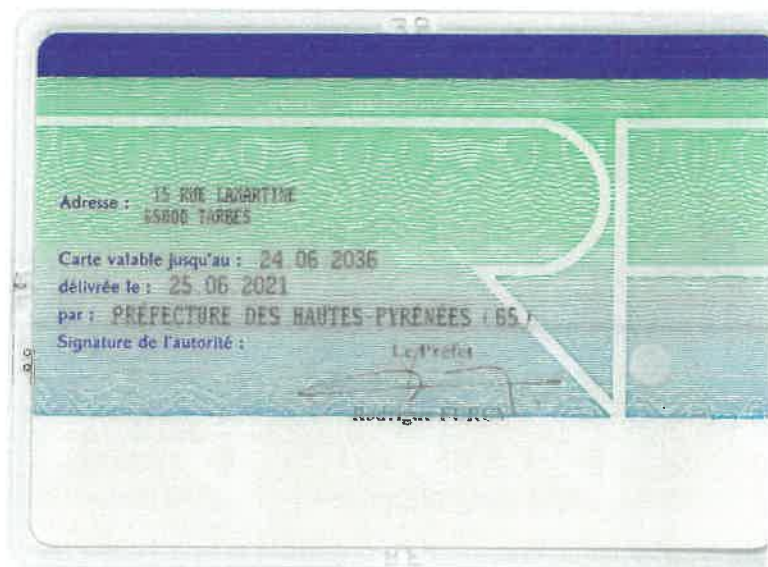 Adresse : 15 RUE LAMARTINE
65000 TARBES
Carte valable jusqu'au : 24 06 2036
délivrée le : 25 06 2021
par : PRÉFECTURE DES HAUTES-PYRÉNÉES (65)
Signature de l'autorité :
Le Préfet